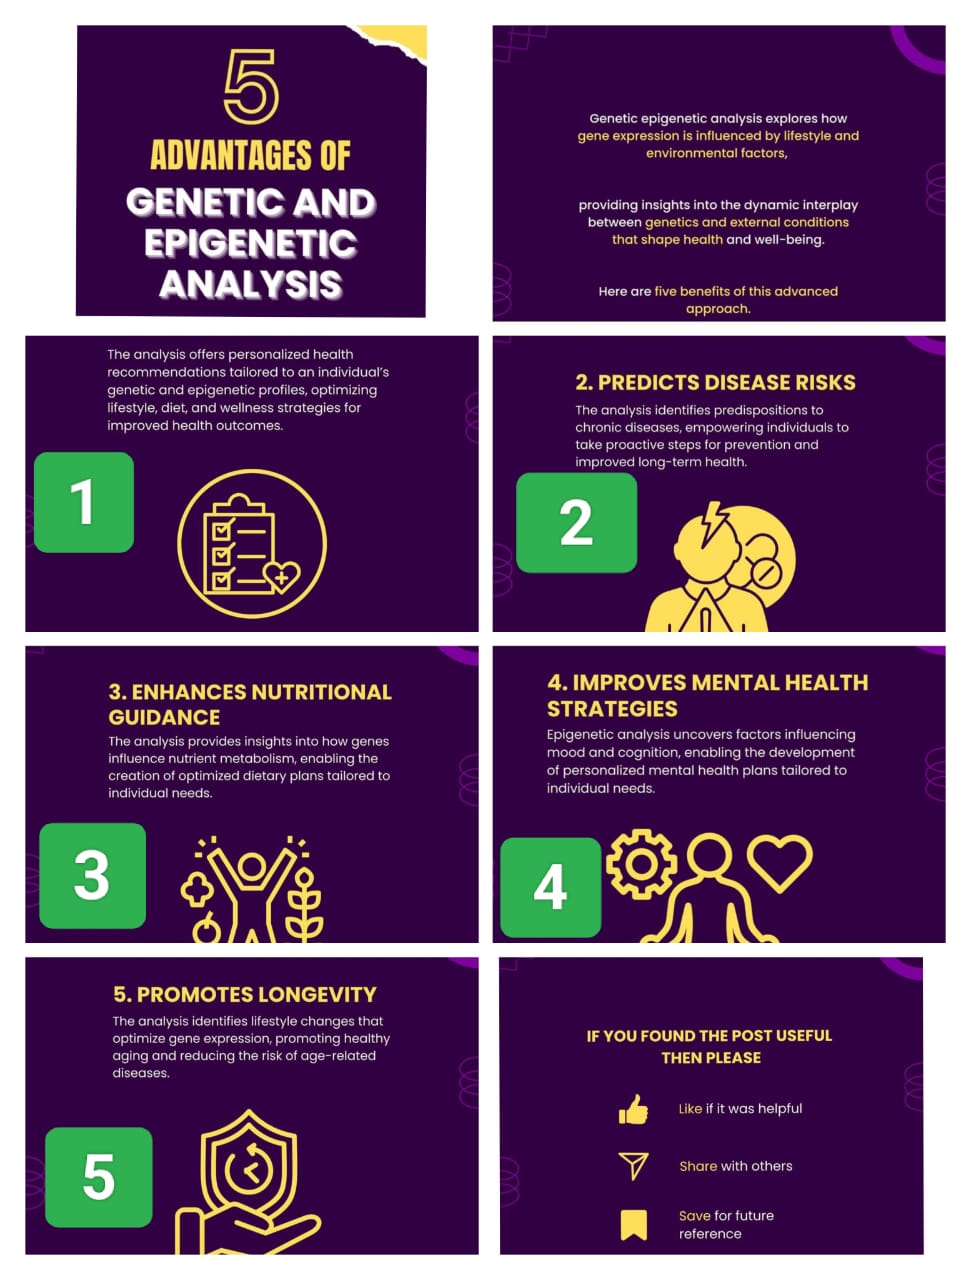 5
ADVANTAGES OF
GENETIC AND
EPIGENETIC
ANALYSIS
Genetic epigenetic analysis explores how
gene expression is influenced by lifestyle and
environmental factors,
providing insights into the dynamic interplay
between genetics and external conditions
that shape health and well-being.
Here are five benefits of this advanced
approach.
The analysis offers personalized health
recommendations tailored to an individual's
genetic and epigenetic profiles, optimizing
lifestyle, diet, and wellness strategies for
improved health outcomes.
1
2. PREDICTS DISEASE RISKS
The analysis identifies predispositions to
chronic diseases, empowering individuals to
take proactive steps for prevention and
improved long-term health.
2
3. ENHANCES NUTRITIONAL
GUIDANCE
The analysis provides insights into how genes
influence nutrient metabolism, enabling the
creation of optimized dietary plans tailored to
individual needs.
3
4. IMPROVES MENTAL HEALTH
STRATEGIES
Epigenetic analysis uncovers factors influencing
mood and cognition, enabling the development
of personalized mental health plans tailored to
individual needs.
4
5. PROMOTES LONGEVITY
The analysis identifies lifestyle changes that
optimize gene expression, promoting healthy
aging and reducing the risk of age-related
diseases.
5
IF YOU FOUND THE POST USEFUL
THEN PLEASE
Like if it was helpful
Share with others
Save for future
reference